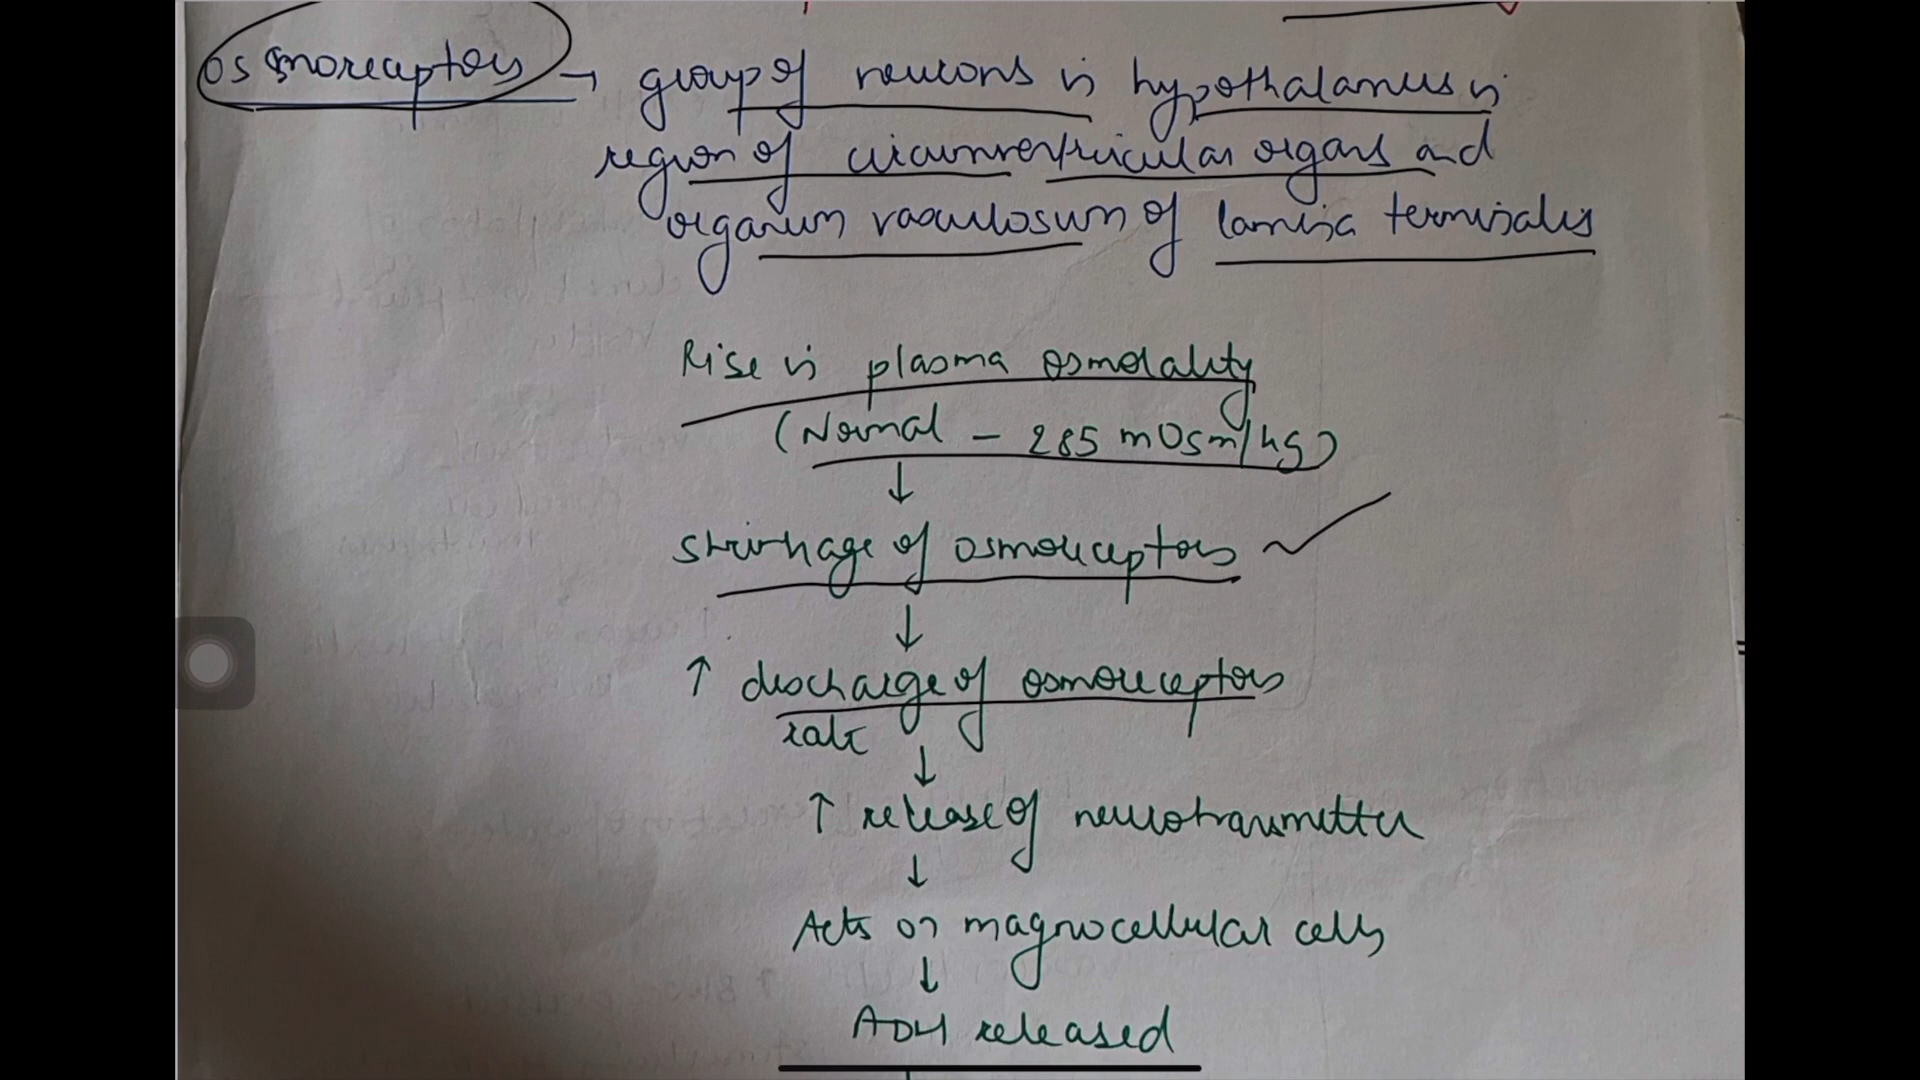 Osmoreceptors → group of neurons in hypothalamus in
region of circumventricular organs and
organum vasculosum of lamina terminalis
Rise in plasma osmolality
(Normal - 285 mOsm/kg)
↓
Shrinkage of osmoreceptors
↓
↑ discharge of osmoreceptors
rate
↓
↑ release of neurotransmitter
↓
Acts on magnocellular cells
↓
ADH released